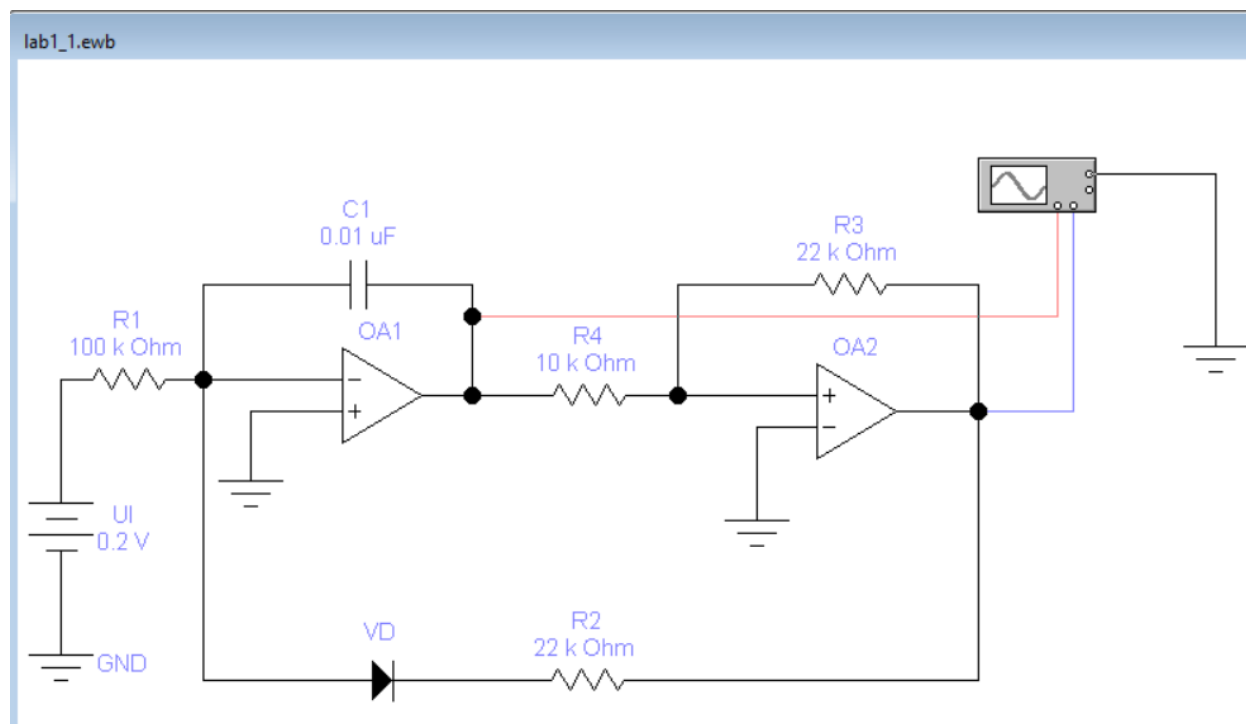 lab1_1.ewb
C1
0.01 uF
R3
22 k Ohm
R1
100 k Ohm
OA1
R4
10 k Ohm
OA2
UI
0.2 V
VD
R2
22 k Ohm
GND